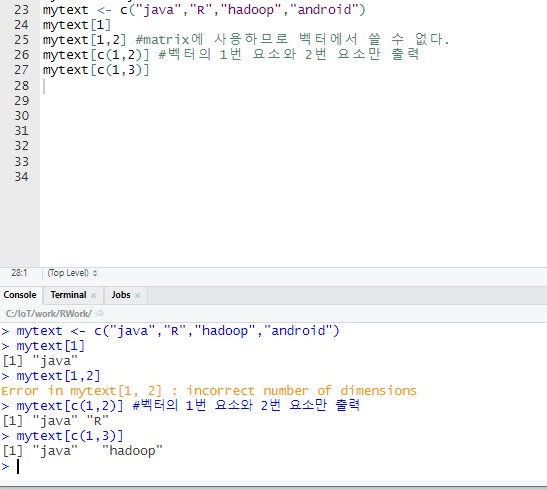 23 mytext <- c("java","R","hadoop","android")
24 mytext[1]
25 mytext[1,2] #matrix에 사용하므로 벡터에서 쓸 수 없다.
26 mytext[c(1,2)] #벡터의 1번 요소와 2번 요소만 출력
27 mytext[c(1,3)]
28
29
30
31
32
33
34
28:1 (Top Level)
Console Terminal × Jobs ×
C:/IoT/work/RWork/
> mytext <- c("java","R","hadoop","android")
> mytext[1]
[1] "java"
> mytext[1,2]
Error in mytext[1, 2] : incorrect number of dimensions
> mytext[c(1,2)] #벡터의 1번 요소와 2번 요소만 출력
[1] "java" "R"
> mytext[c(1,3)]
[1] "java"   "hadoop"
>